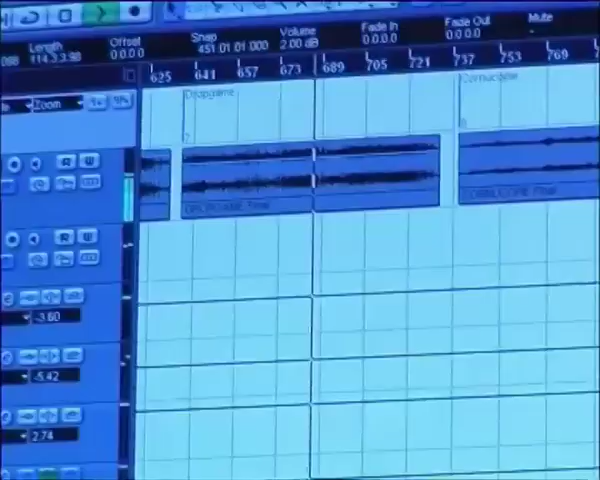 Length Offset Snap Volume Fade In Fade Out Mute
114.3.3.98 0.0.0.0 451.01.01.000 2.00 dB 0.0.0.0 0.0.0.0 -
625 641 657 673 689 705 721 737 753 769
Zoom
R W
R W
-3.60
-5.42
2.74